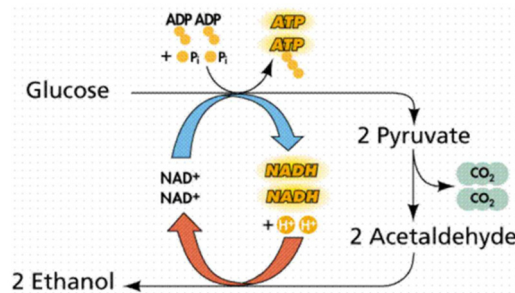 ADP ADP
+ Pi Pi
ATP
ATP
Glucose
2 Pyruvate
NAD+
NAD+
NADH
NADH
+ H+ H+
CO2
CO2
2 Acetaldehyde
2 Ethanol